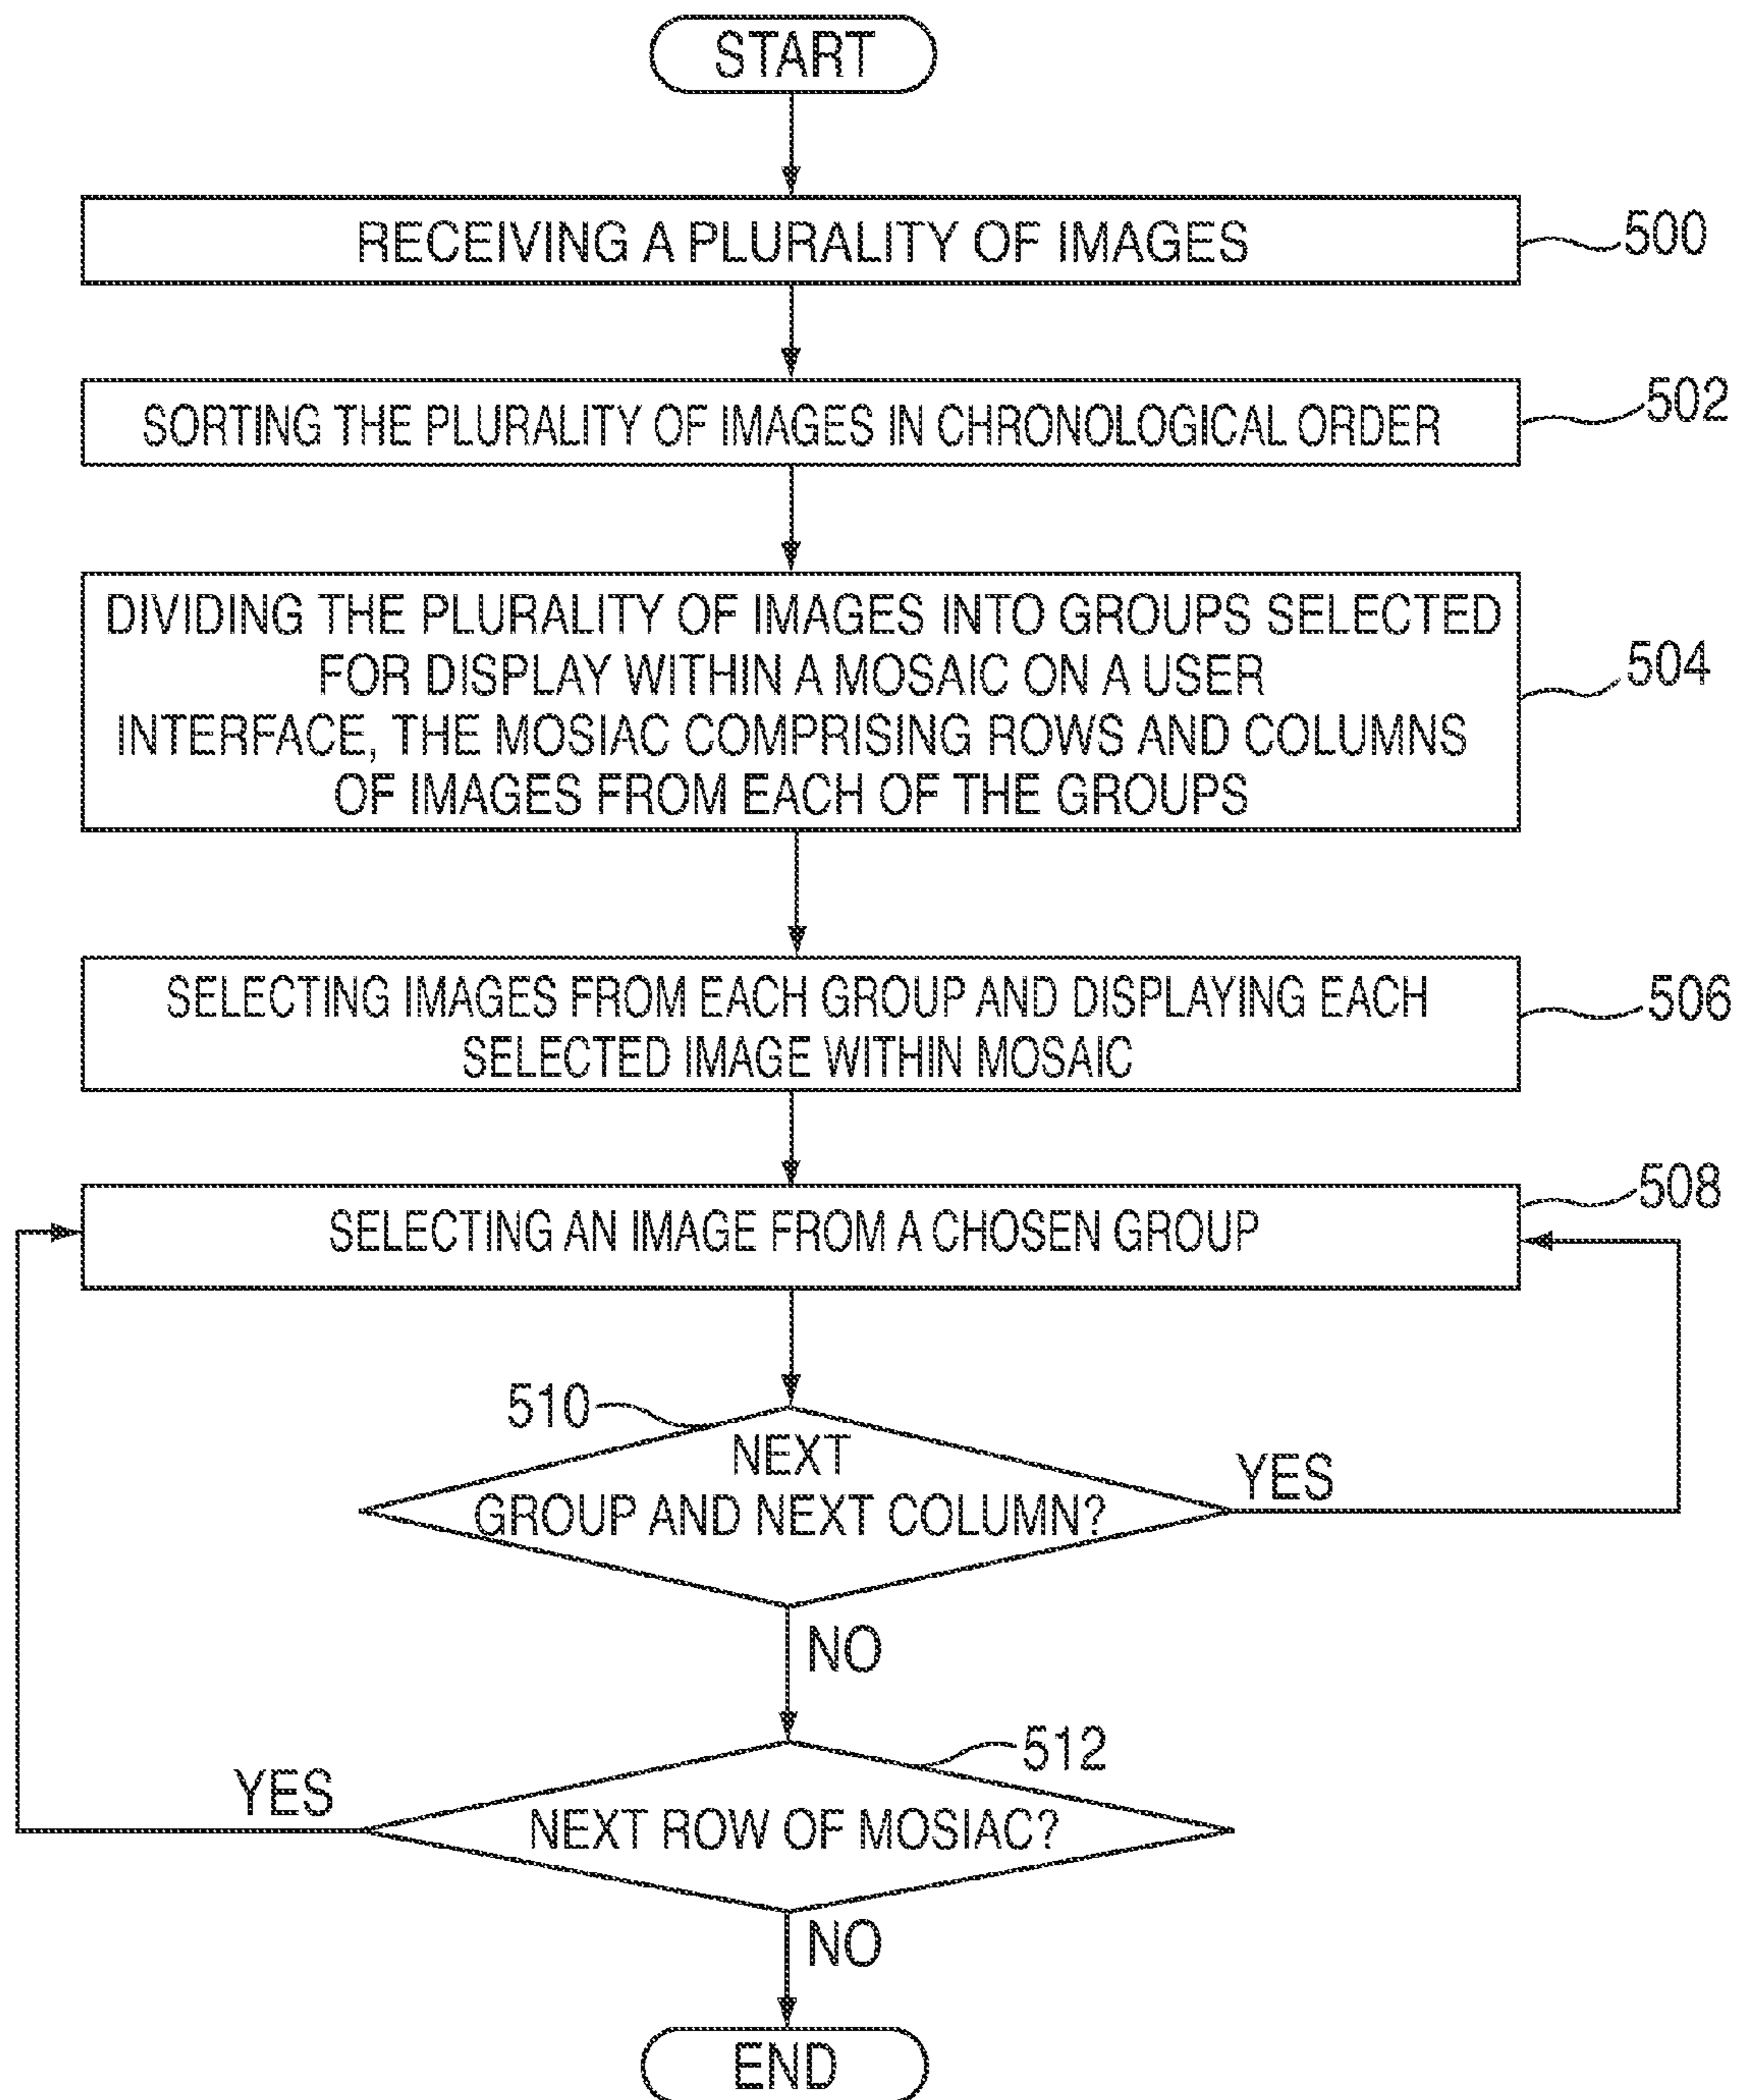 START
RECEIVING A PLURALITY OF IMAGES
500
SORTING THE PLURALITY OF IMAGES IN CHRONOLOGICAL ORDER
502
DIVIDING THE PLURALITY OF IMAGES INTO GROUPS SELECTED
FOR DISPLAY WITHIN A MOSAIC ON A USER
INTERFACE, THE MOSIAC COMPRISING ROWS AND COLUMNS
OF IMAGES FROM EACH OF THE GROUPS
504
SELECTING IMAGES FROM EACH GROUP AND DISPLAYING EACH
SELECTED IMAGE WITHIN MOSAIC
506
SELECTING AN IMAGE FROM A CHOSEN GROUP
508
510
NEXT
GROUP AND NEXT COLUMN?
YES
NO
512
NEXT ROW OF MOSIAC?
YES
NO
END